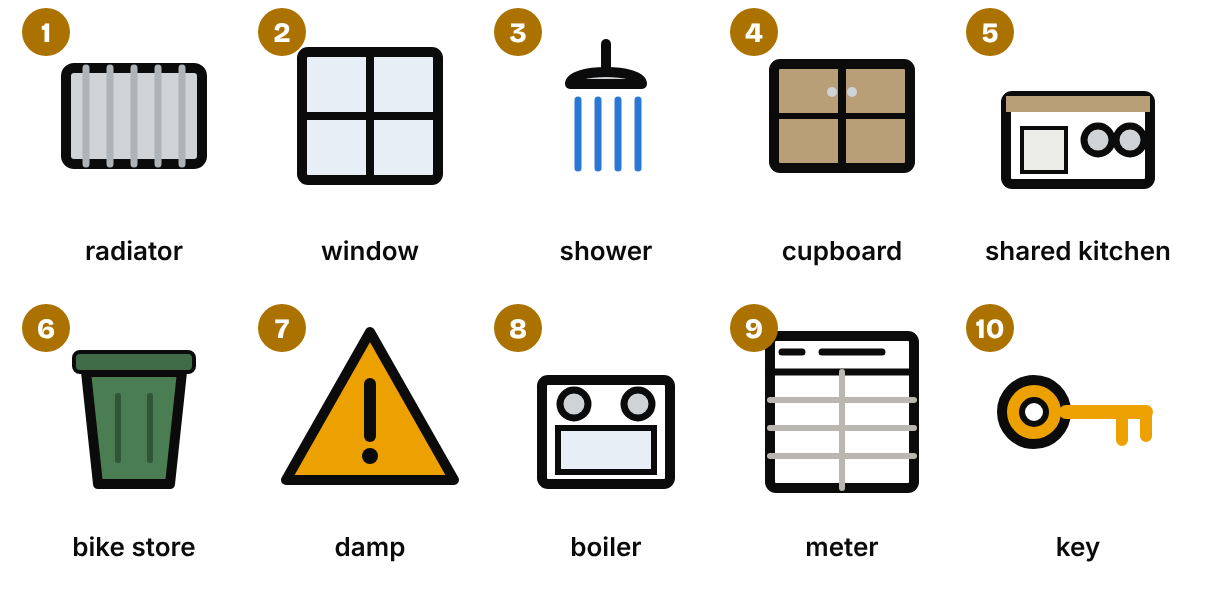 1
2
3
4
5
radiator
window
shower
cupboard
shared kitchen
6
7
8
9
10
bike store
damp
boiler
meter
key